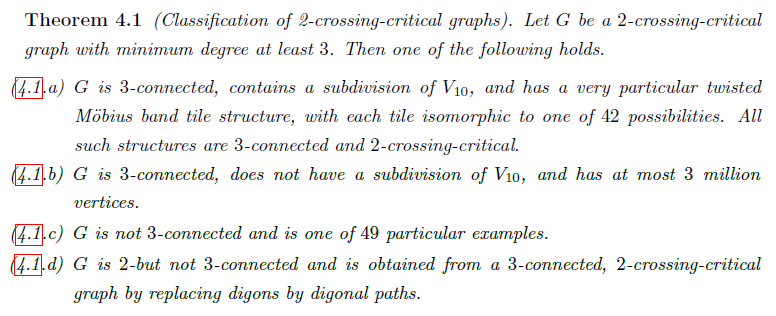 Theorem 4.1 (Classification of 2-crossing-critical graphs). Let G be a 2-crossing-critical
graph with minimum degree at least 3. Then one of the following holds.
(4.1.a) G is 3-connected, contains a subdivision of V10, and has a very particular twisted
Möbius band tile structure, with each tile isomorphic to one of 42 possibilities. All
such structures are 3-connected and 2-crossing-critical.
(4.1.b) G is 3-connected, does not have a subdivision of V10, and has at most 3 million
vertices.
(4.1.c) G is not 3-connected and is one of 49 particular examples.
(4.1.d) G is 2-but not 3-connected and is obtained from a 3-connected, 2-crossing-critical
graph by replacing digons by digonal paths.